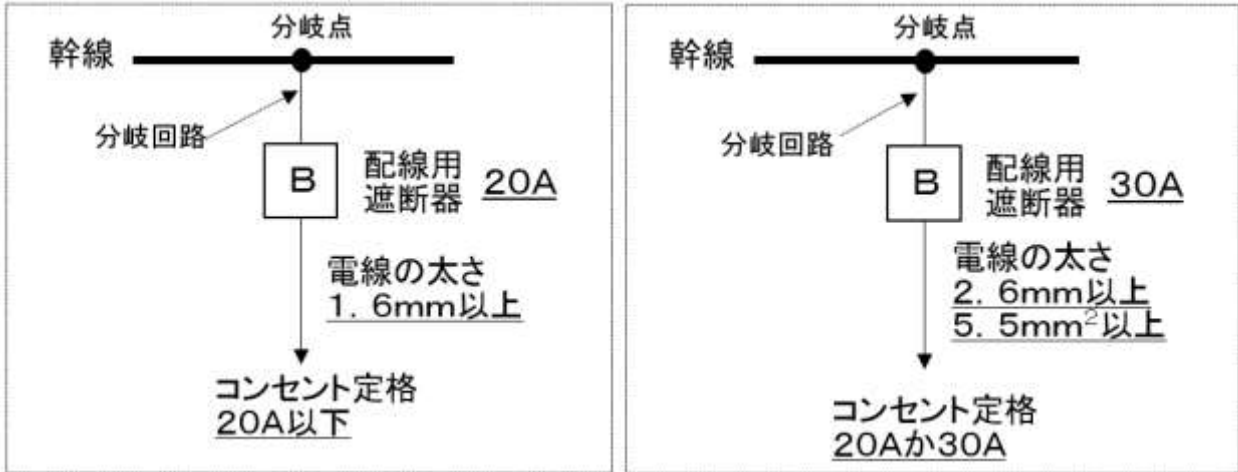 分岐点
幹線
分岐回路
B
配線用
遮断器
20A
電線の太さ
1．6mm以上
コンセント定格
20A以下
分岐点
幹線
分岐回路
B
配線用
遮断器
30A
電線の太さ
2．6mm以上
5．5mm²以上
コンセント定格
20Aか30A